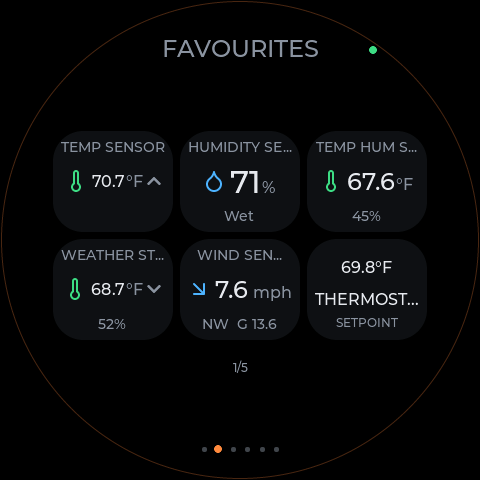 FAVOURITES
TEMP SENSOR
70.7°F
HUMIDITY SE...
71%
Wet
TEMP HUM S...
67.6°F
45%
WEATHER ST...
68.7°F
52%
WIND SEN...
7.6 mph
NW G 13.6
69.8°F
THERMOST...
SETPOINT
1/5